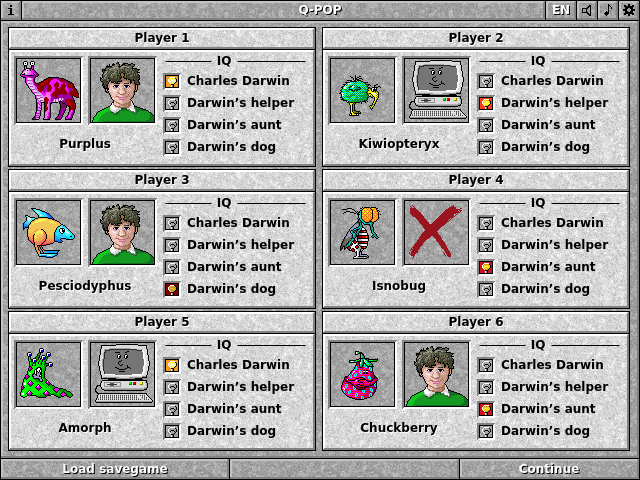 i Q-POP EN
Player 1
IQ
Charles Darwin
Darwin's helper
Darwin's aunt
Darwin's dog
Purplus
Player 2
IQ
Charles Darwin
Darwin's helper
Darwin's aunt
Darwin's dog
Kiwiopteryx
Player 3
IQ
Charles Darwin
Darwin's helper
Darwin's aunt
Darwin's dog
Pesciodyphus
Player 4
IQ
Charles Darwin
Darwin's helper
Darwin's aunt
Darwin's dog
Isnobug
Player 5
IQ
Charles Darwin
Darwin's helper
Darwin's aunt
Darwin's dog
Amorph
Player 6
IQ
Charles Darwin
Darwin's helper
Darwin's aunt
Darwin's dog
Chuckberry
Load savegame
Continue